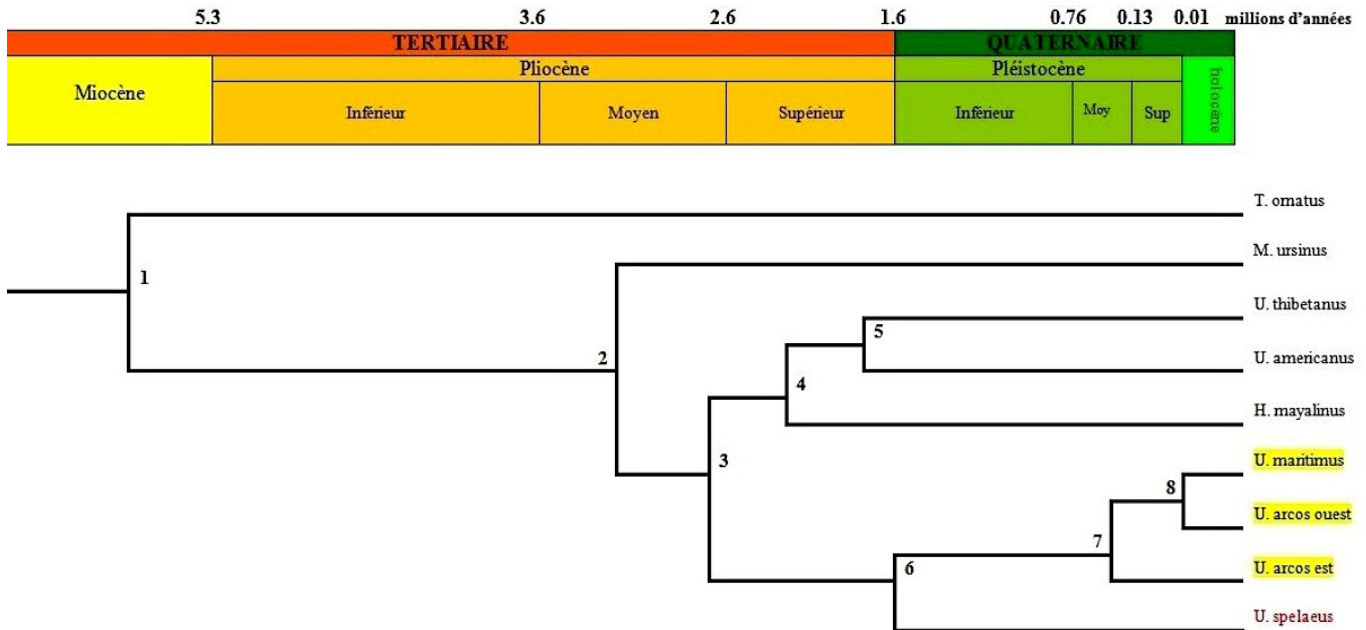 5.3 3.6 2.6 1.6 0.76 0.13 0.01 millions d'années
TERTIAIRE QUATERNAIRE
Miocène Pliocène Pléistocène holocène
Inférieur Moyen Supérieur Inférieur Moy Sup
T. ornatus
M. ursinus
1
U. thibetanus
5
2
U. americanus
4
H. mayalinus
3
U. maritimus
8
U. arcos ouest
7
6
U. arcos est
U. spelaeus